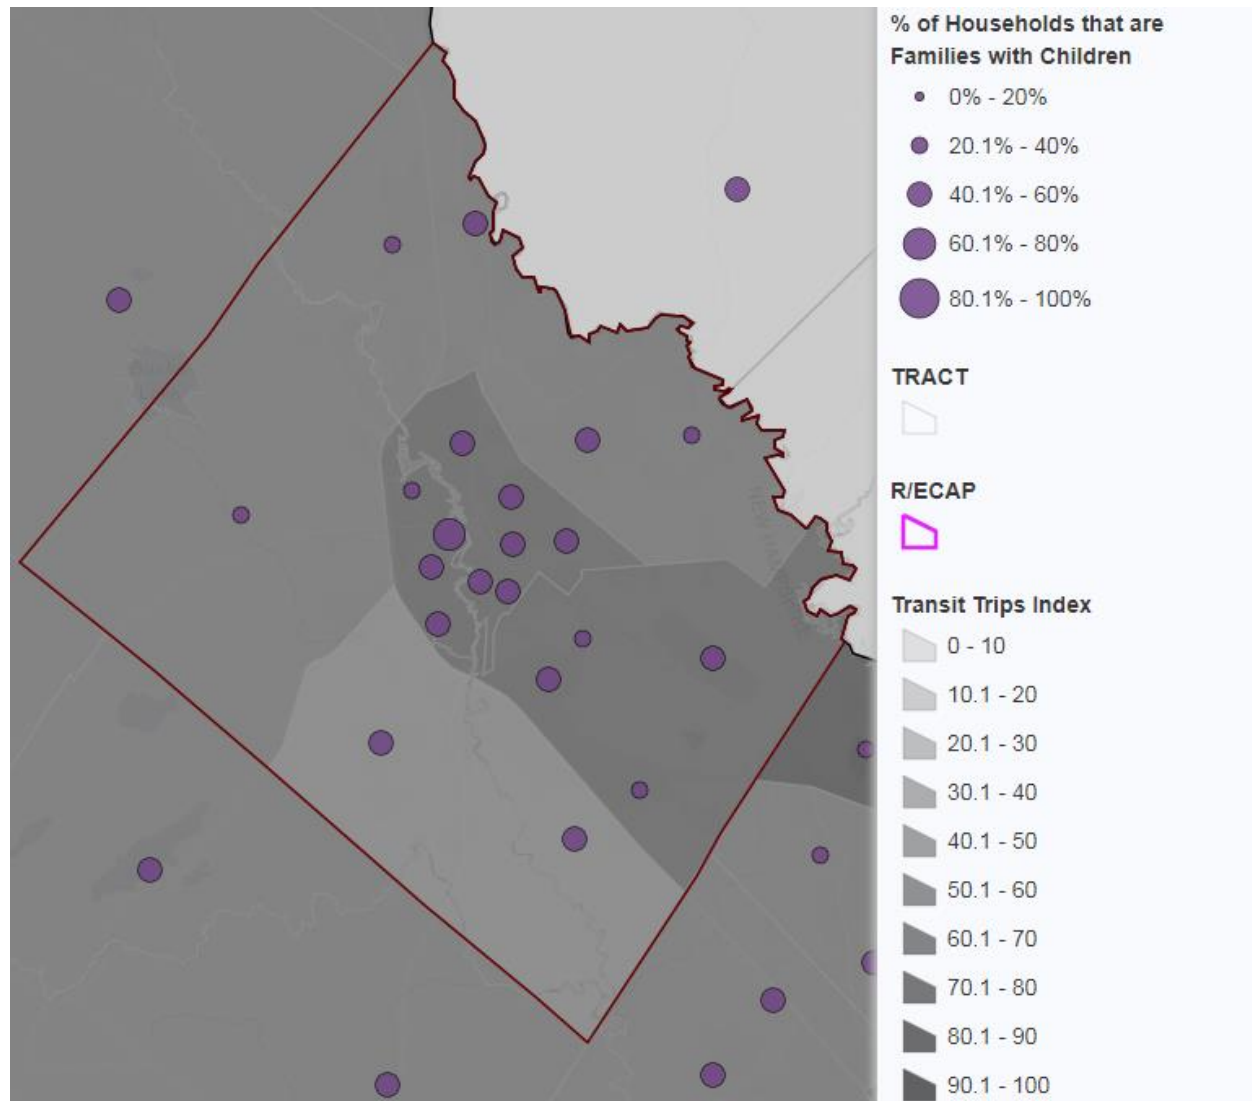 % of Households that are
Families with Children
0% - 20%
20.1% - 40%
40.1% - 60%
60.1% - 80%
80.1% - 100%
TRACT
R/ECAP
Transit Trips Index
0 - 10
10.1 - 20
20.1 - 30
30.1 - 40
40.1 - 50
50.1 - 60
60.1 - 70
70.1 - 80
80.1 - 90
90.1 - 100